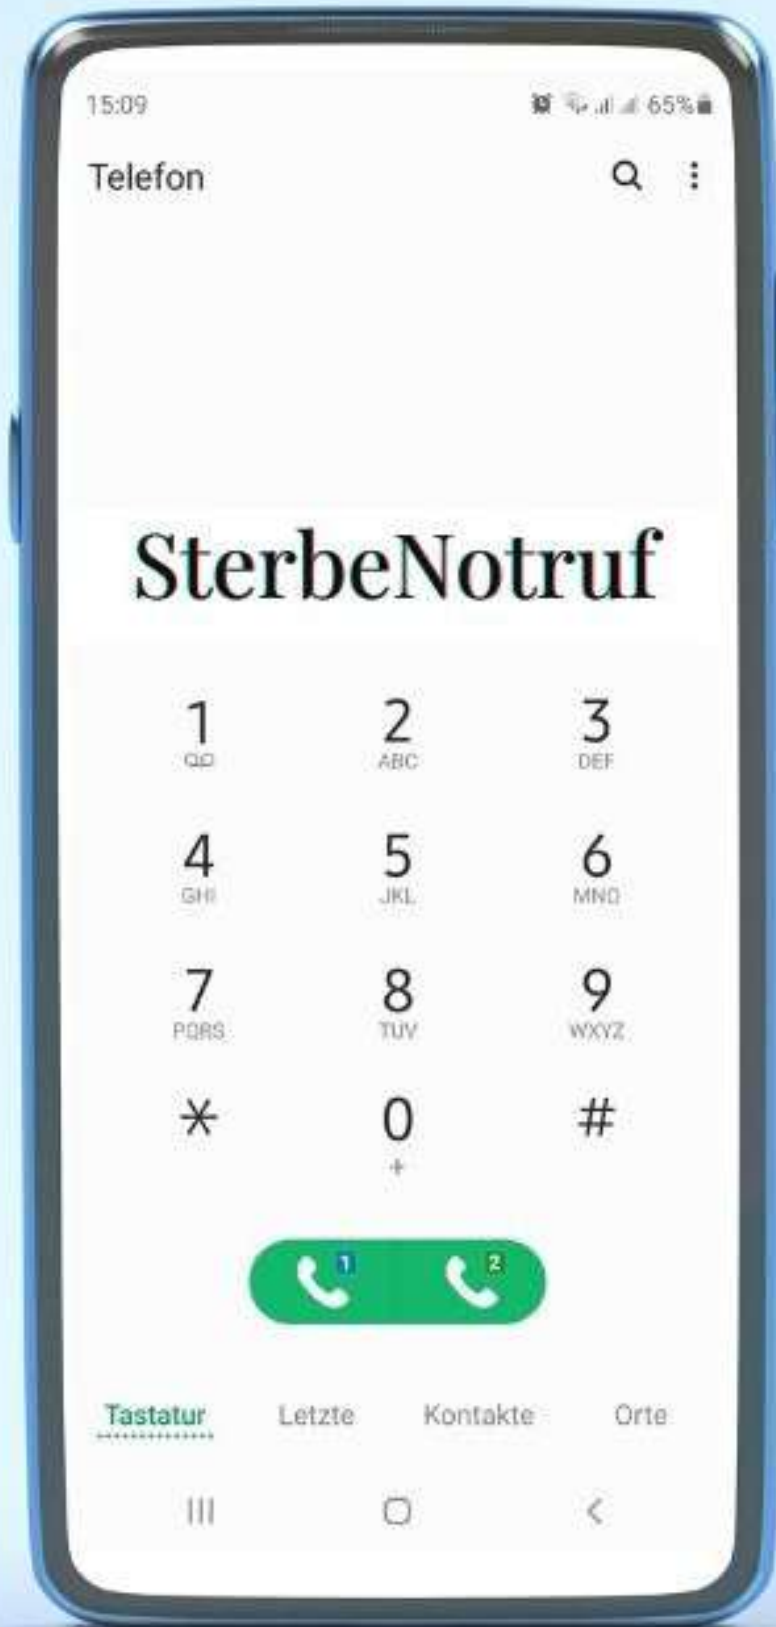 15:09 65%
Telefon
SterbeNotruf
1 2 3
ABC DEF
4 5 6
GHI JKL MNO
7 8 9
PQRS TUV WXYZ
* 0 #
+
1 2
Tastatur Letzte Kontakte Orte